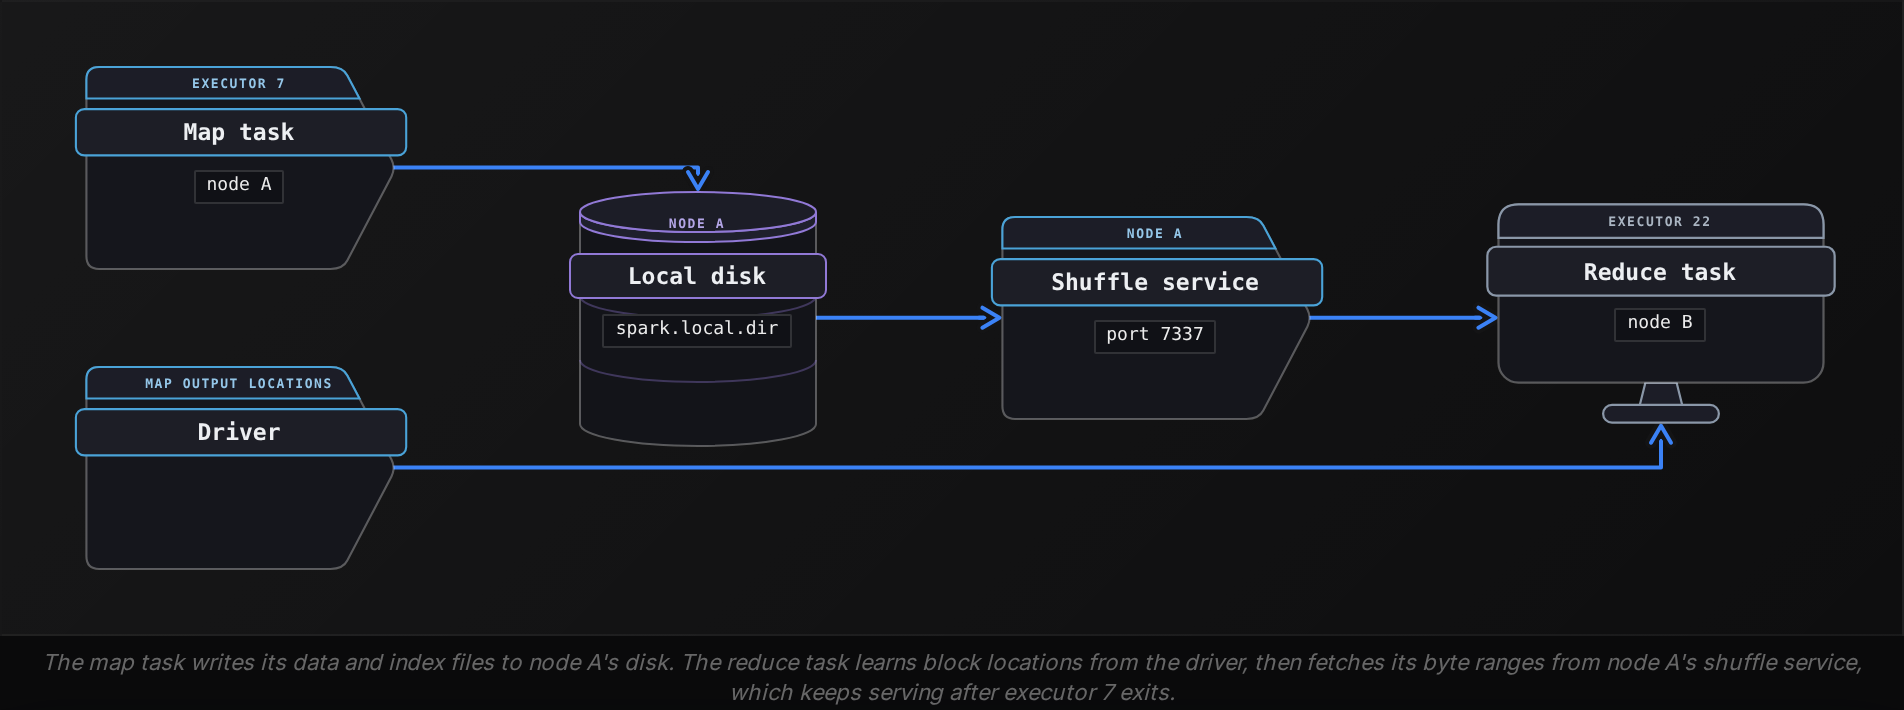 EXECUTOR 7
Map task
node A
NODE A
Local disk
spark.local.dir
NODE A
Shuffle service
port 7337
EXECUTOR 22
Reduce task
node B
MAP OUTPUT LOCATIONS
Driver
The map task writes its data and index files to node A's disk. The reduce task learns block locations from the driver, then fetches its byte ranges from node A's shuffle service,
which keeps serving after executor 7 exits.